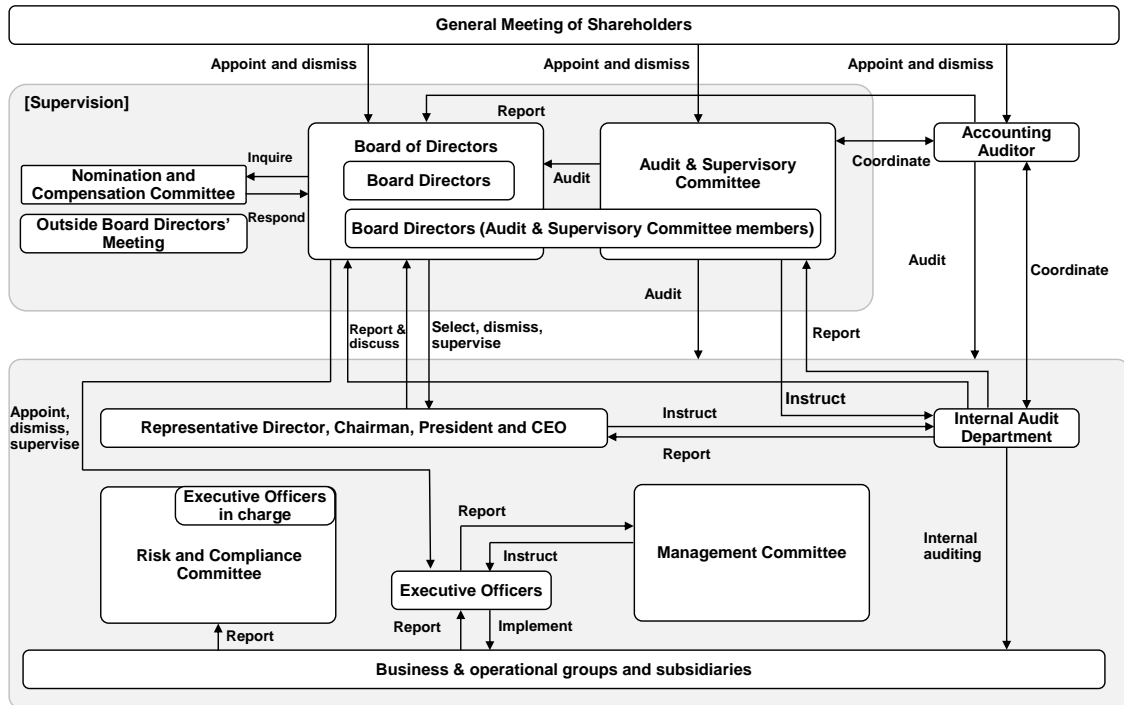 General Meeting of Shareholders
Appoint and dismiss
Appoint and dismiss
Appoint and dismiss
[Supervision]
Report
Board of Directors
Board Directors
Audit & Supervisory
Committee
Board Directors (Audit & Supervisory Committee members)
Accounting
Auditor
Inquire
Nomination and
Compensation Committee
Respond
Outside Board Directors’
Meeting
Audit
Coordinate
Audit
Audit
Coordinate
Report &
discuss
Select, dismiss,
supervise
Report
Appoint,
dismiss,
supervise
Representative Director, Chairman, President and CEO
Instruct
Instruct
Report
Internal Audit
Department
Executive Officers
in charge
Risk and Compliance
Committee
Report
Instruct
Management Committee
Internal
auditing
Executive Officers
Report
Report
Implement
Business & operational groups and subsidiaries